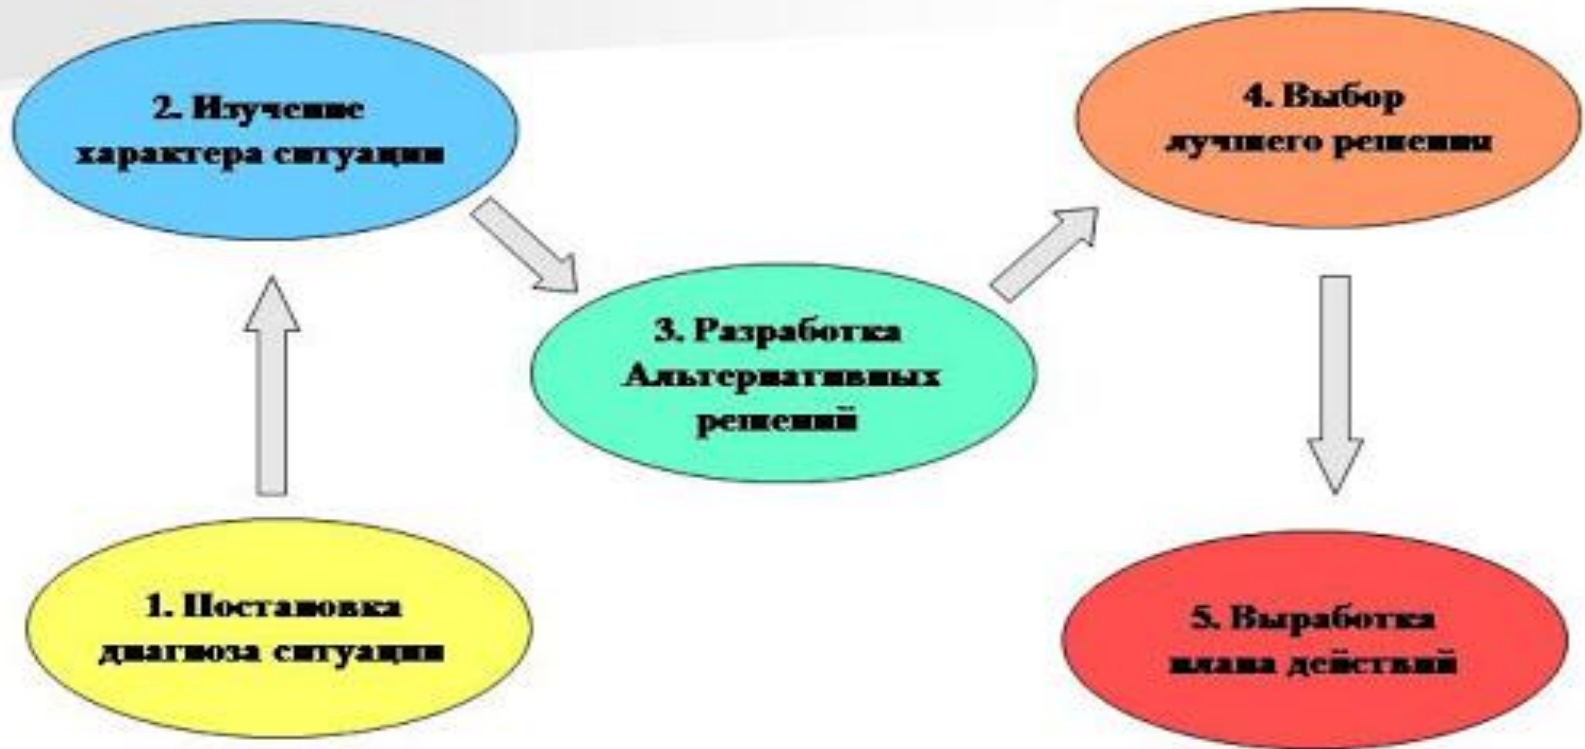 2. Изучение
характера ситуации
4. Выбор
лучшего решения
3. Разработка
Альтернативных
решений
1. Постановка
диагноза ситуации
5. Выработка
плана действий